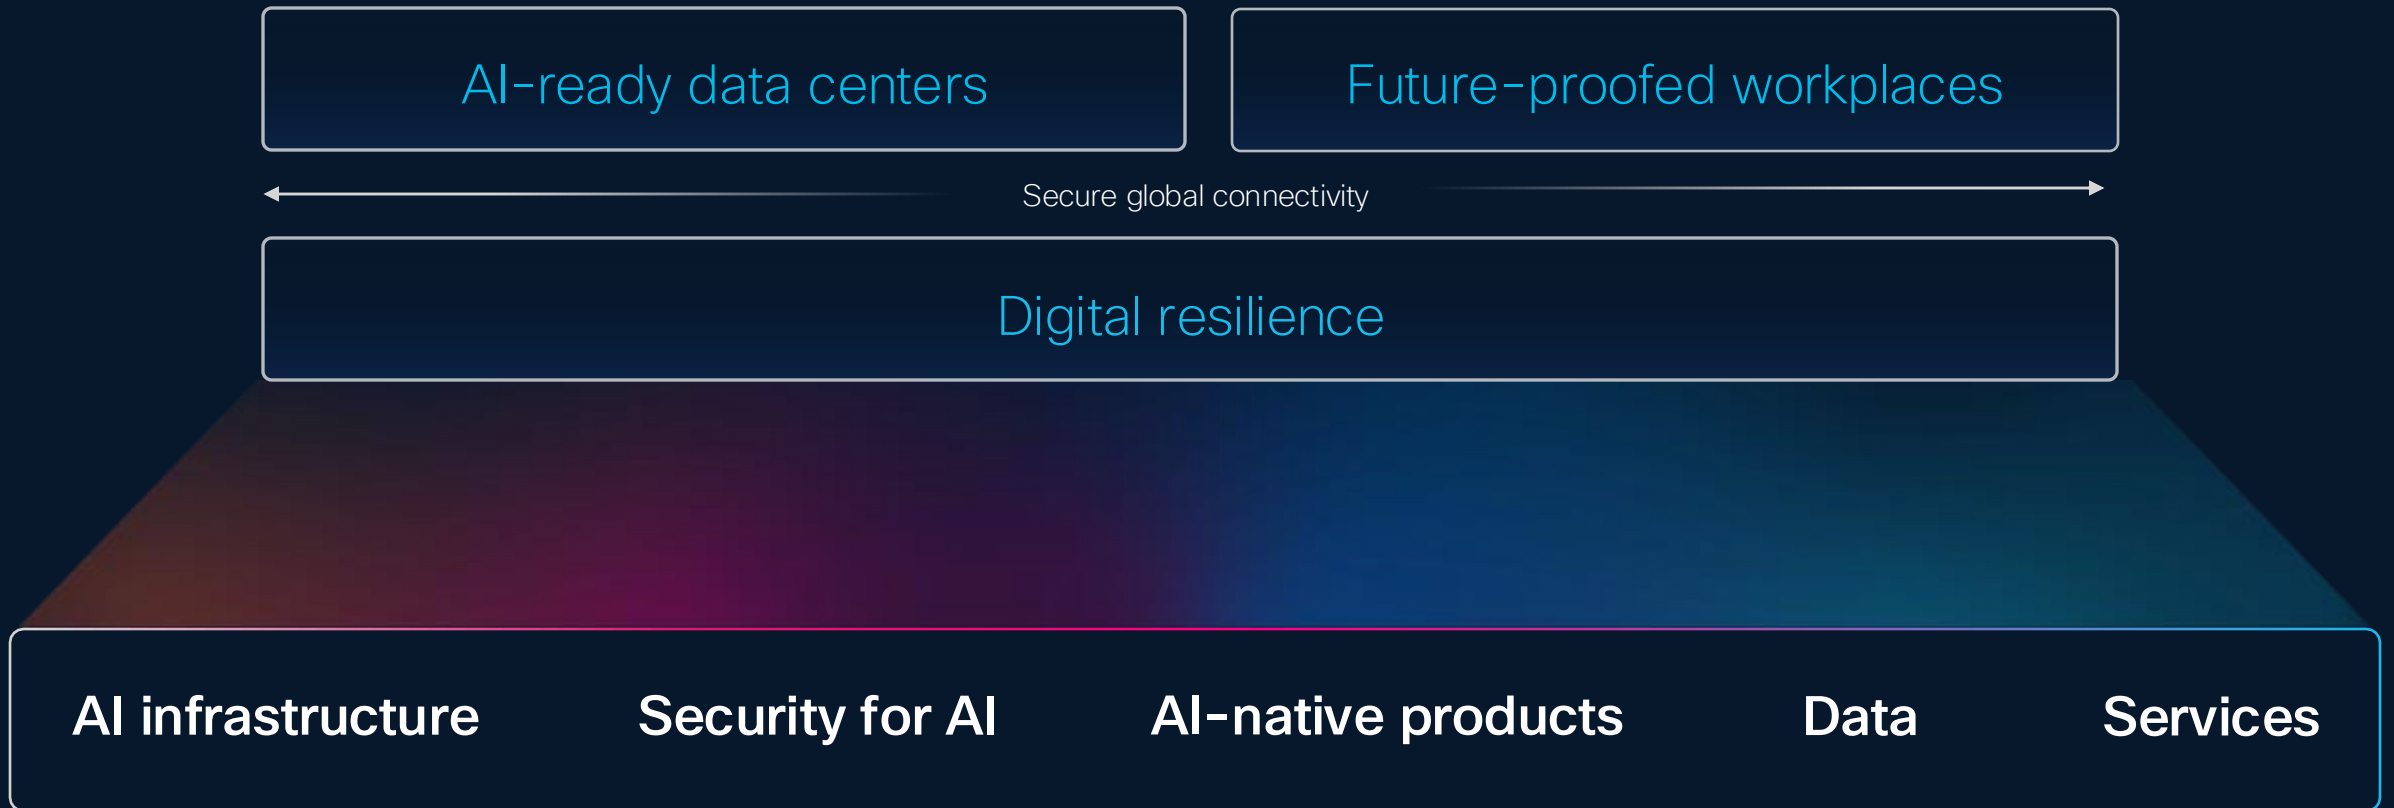 AI-ready data centers
Future-proofed workplaces
Secure global connectivity
Digital resilience
AI infrastructure
Security for AI
AI-native products
Data
Services